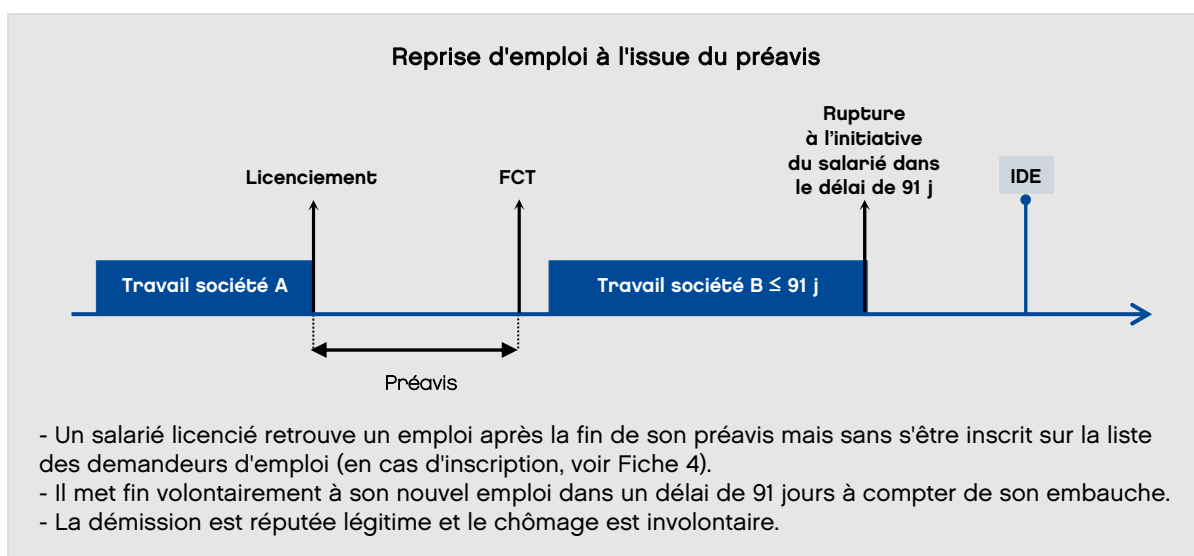 Reprise d'emploi à l'issue du préavis
Rupture
à l'initiative
du salarié dans
le délai de 91 j
Licenciement
FCT
IDE
Travail société A
Travail société B ≤ 91 j
Préavis
- Un salarié licencié retrouve un emploi après la fin de son préavis mais sans s'être inscrit sur la liste
des demandeurs d'emploi (en cas d'inscription, voir Fiche 4).
- Il met fin volontairement à son nouvel emploi dans un délai de 91 jours à compter de son embauche.
- La démission est réputée légitime et le chômage est involontaire.